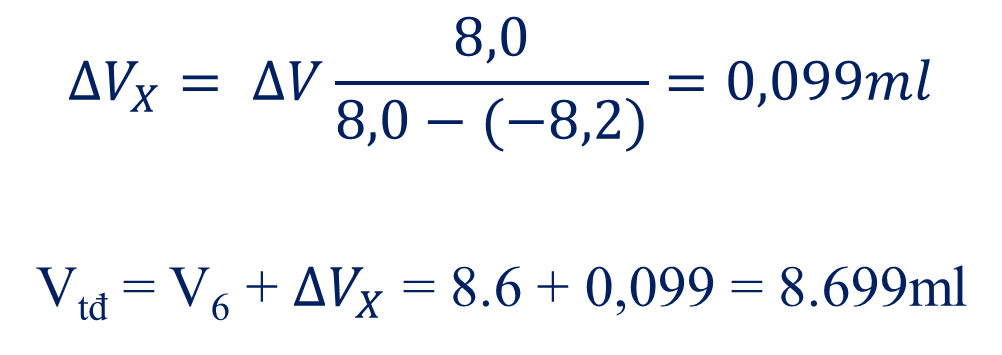 ΔV_X = ΔV \frac{8,0}{8,0 − (−8,2)} = 0,099ml
V_tđ = V_6 + ΔV_X = 8.6 + 0,099 = 8.699ml